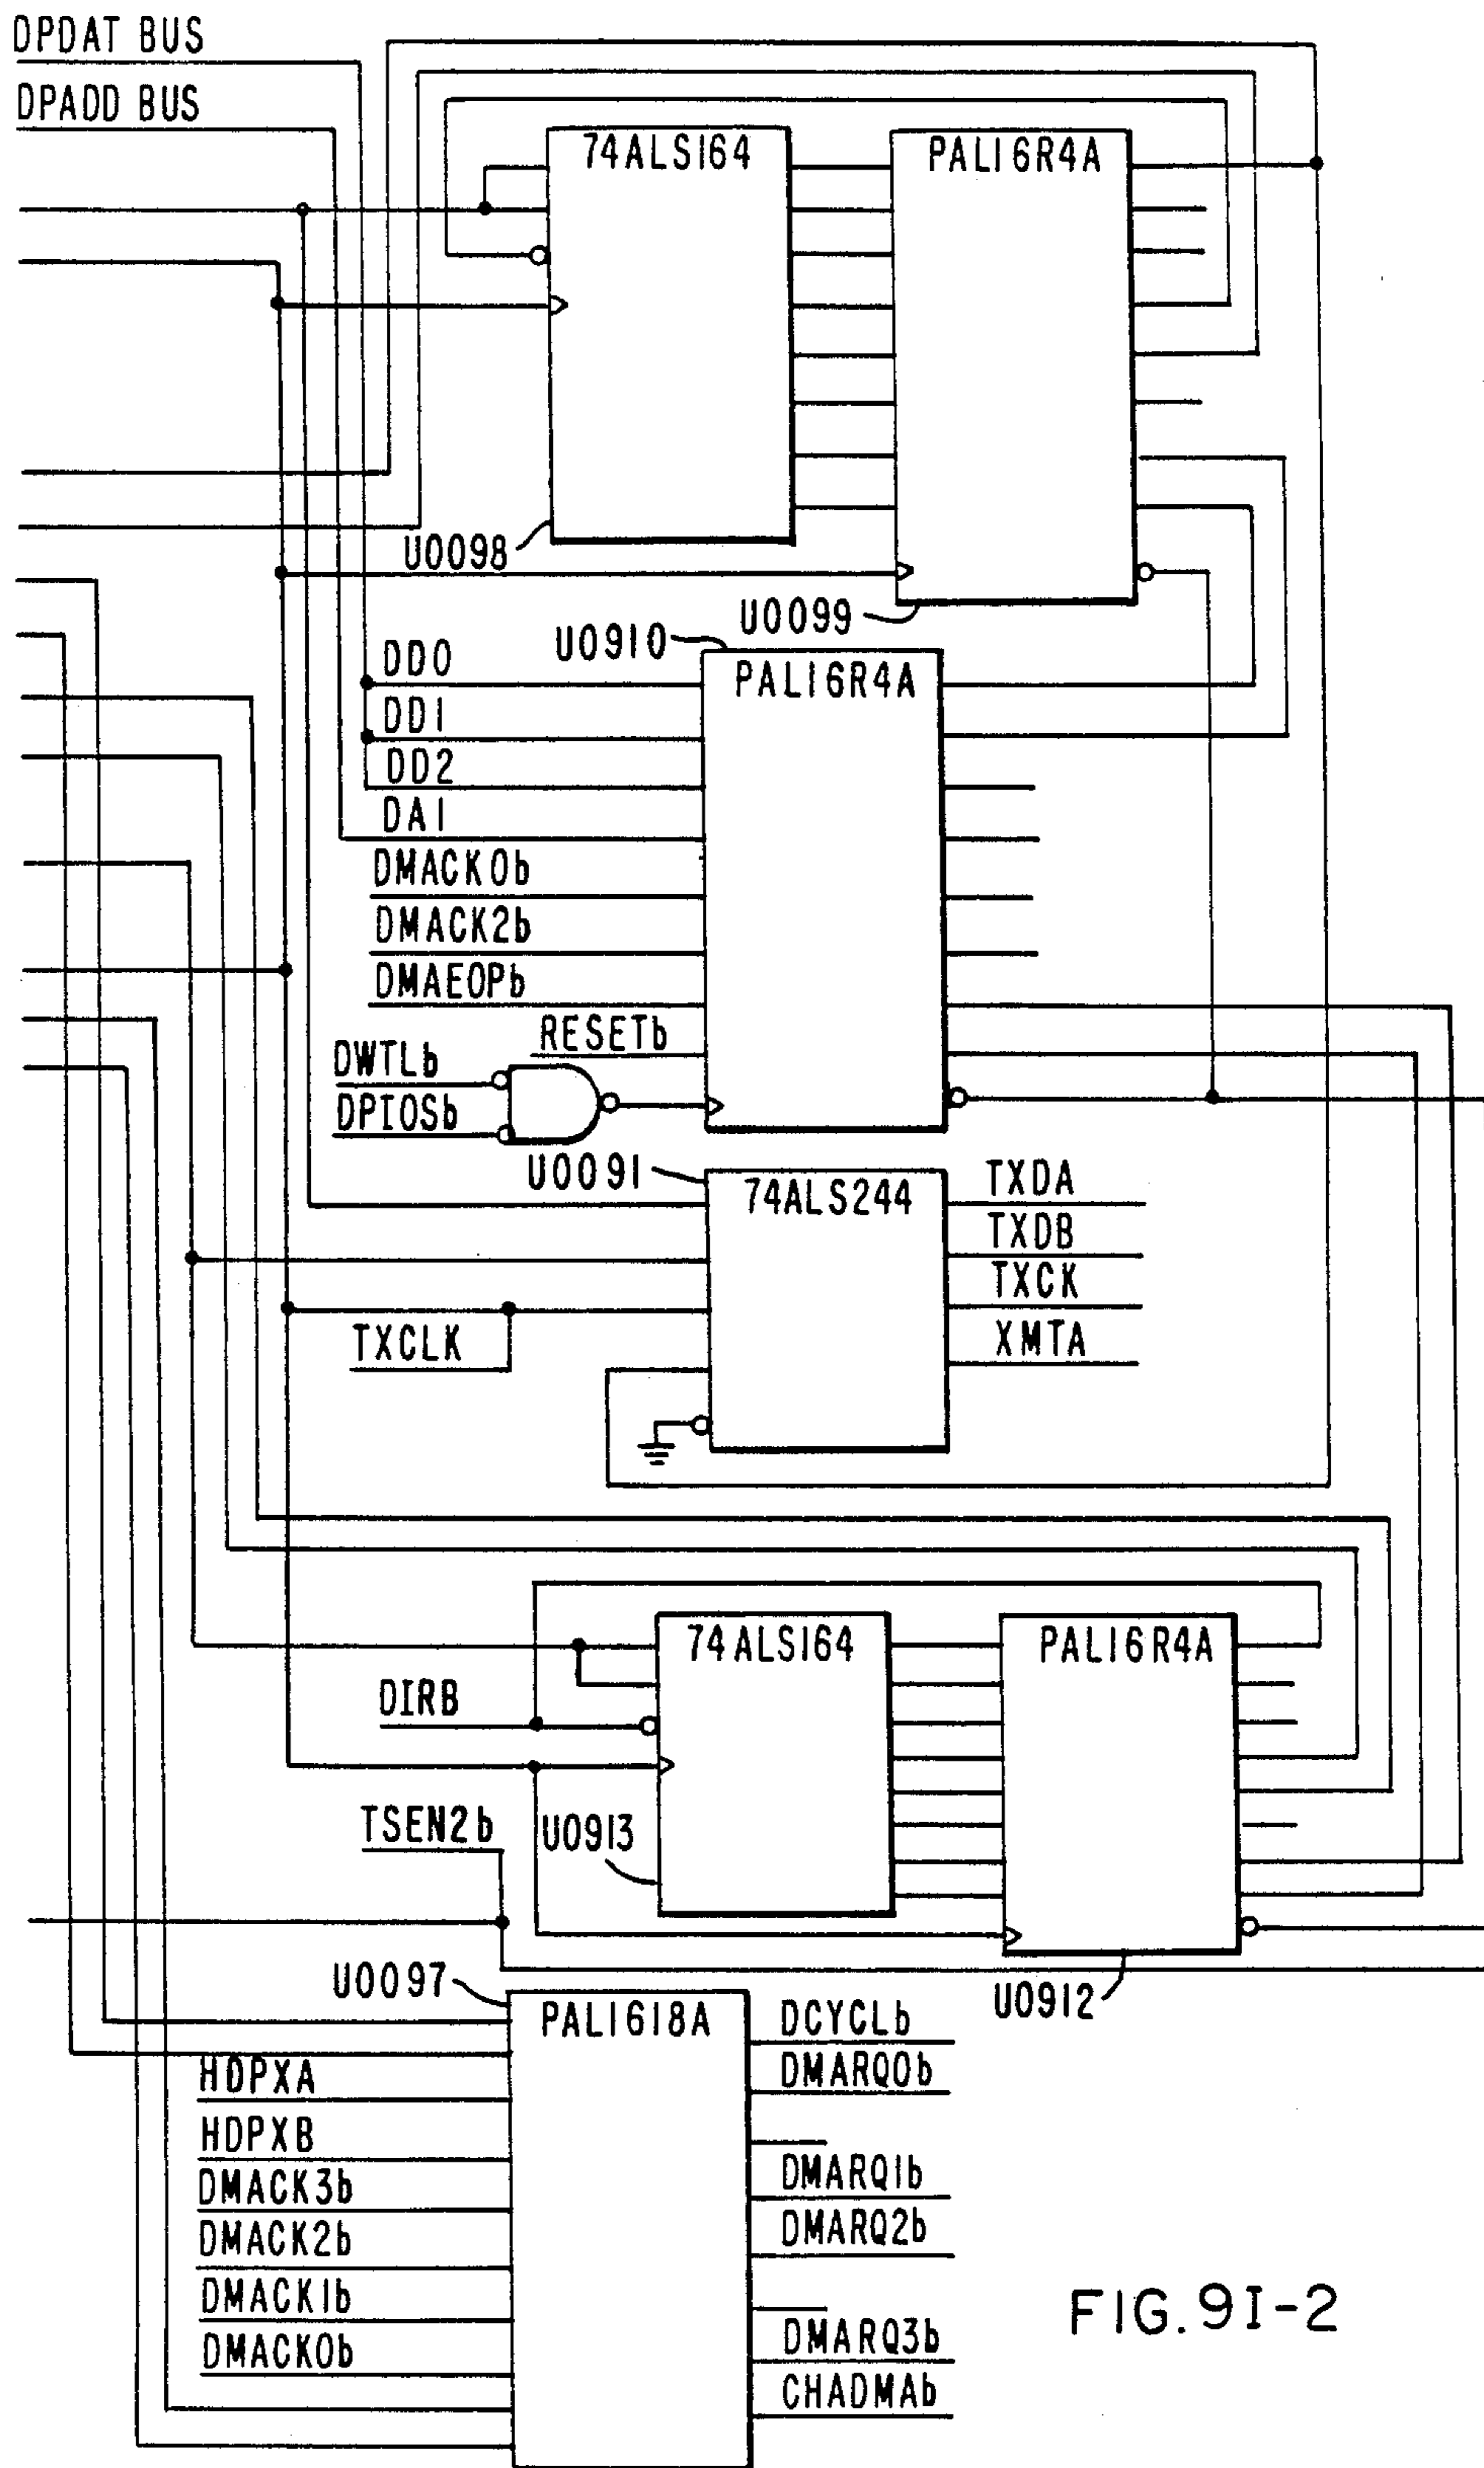 DPDAT BUS
DPADD BUS
74ALS164
PAL16R4A
U0098
U0099
U0910
PAL16R4A
DD0
DD1
DD2
DA1
DMACK0b
DMACK2b
DMAEOPb
RESETb
DWTLb
DPIOSb
U0091
74ALS244
TXDA
TXDB
TXCK
XMTA
TXCLK
74ALS164
PAL16R4A
DIRB
TSEN2b
U0913
U0912
U0097
PAL1618A
HDPXA
HDPXB
DMACK3b
DMACK2b
DMACK1b
DMACK0b
DCYCLb
DMARQ0b
DMARQ1b
DMARQ2b
DMARQ3b
CHADMAb
FIG. 9I-2